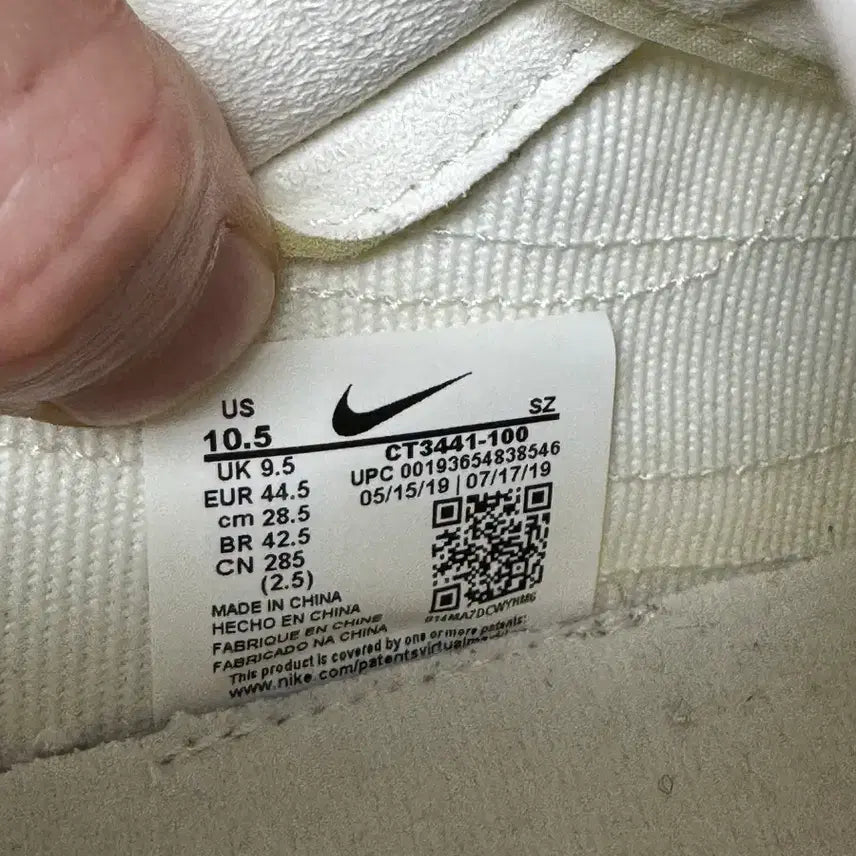 US
SZ
10.5
CT3441-100
UK 9.5
UPC 00193654838546
EUR 44.5
05/15/19 | 07/17/19
cm 28.5
BR 42.5
CN 285
(2.5)
MADE IN CHINA
HECHO EN CHINA
FABRIQUE EN CHINE
FABRICADO NA CHINA
This product is covered by one or more patents:
www.nike.com/patentsvirtualma